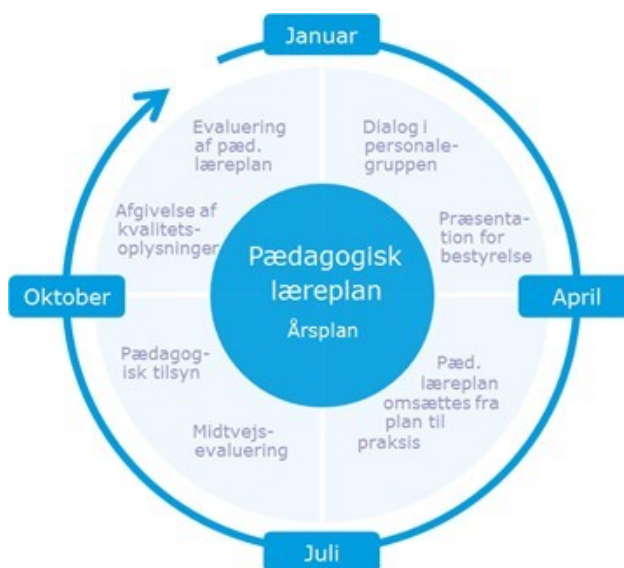 Januar
Evaluering
af pæd.
læreplan
Dialog i
personale-
gruppen
Afgivelse af
kvalitets-
oplysninger
Præsenta-
tion for
bestyrelse
Pædagogisk
læreplan
Årsplan
Oktober
April
Pædagog-
isk tilsyn
Pæd.
læreplan
omsættes fra
plan til
praksis
Midtvejs-
evaluering
Juli